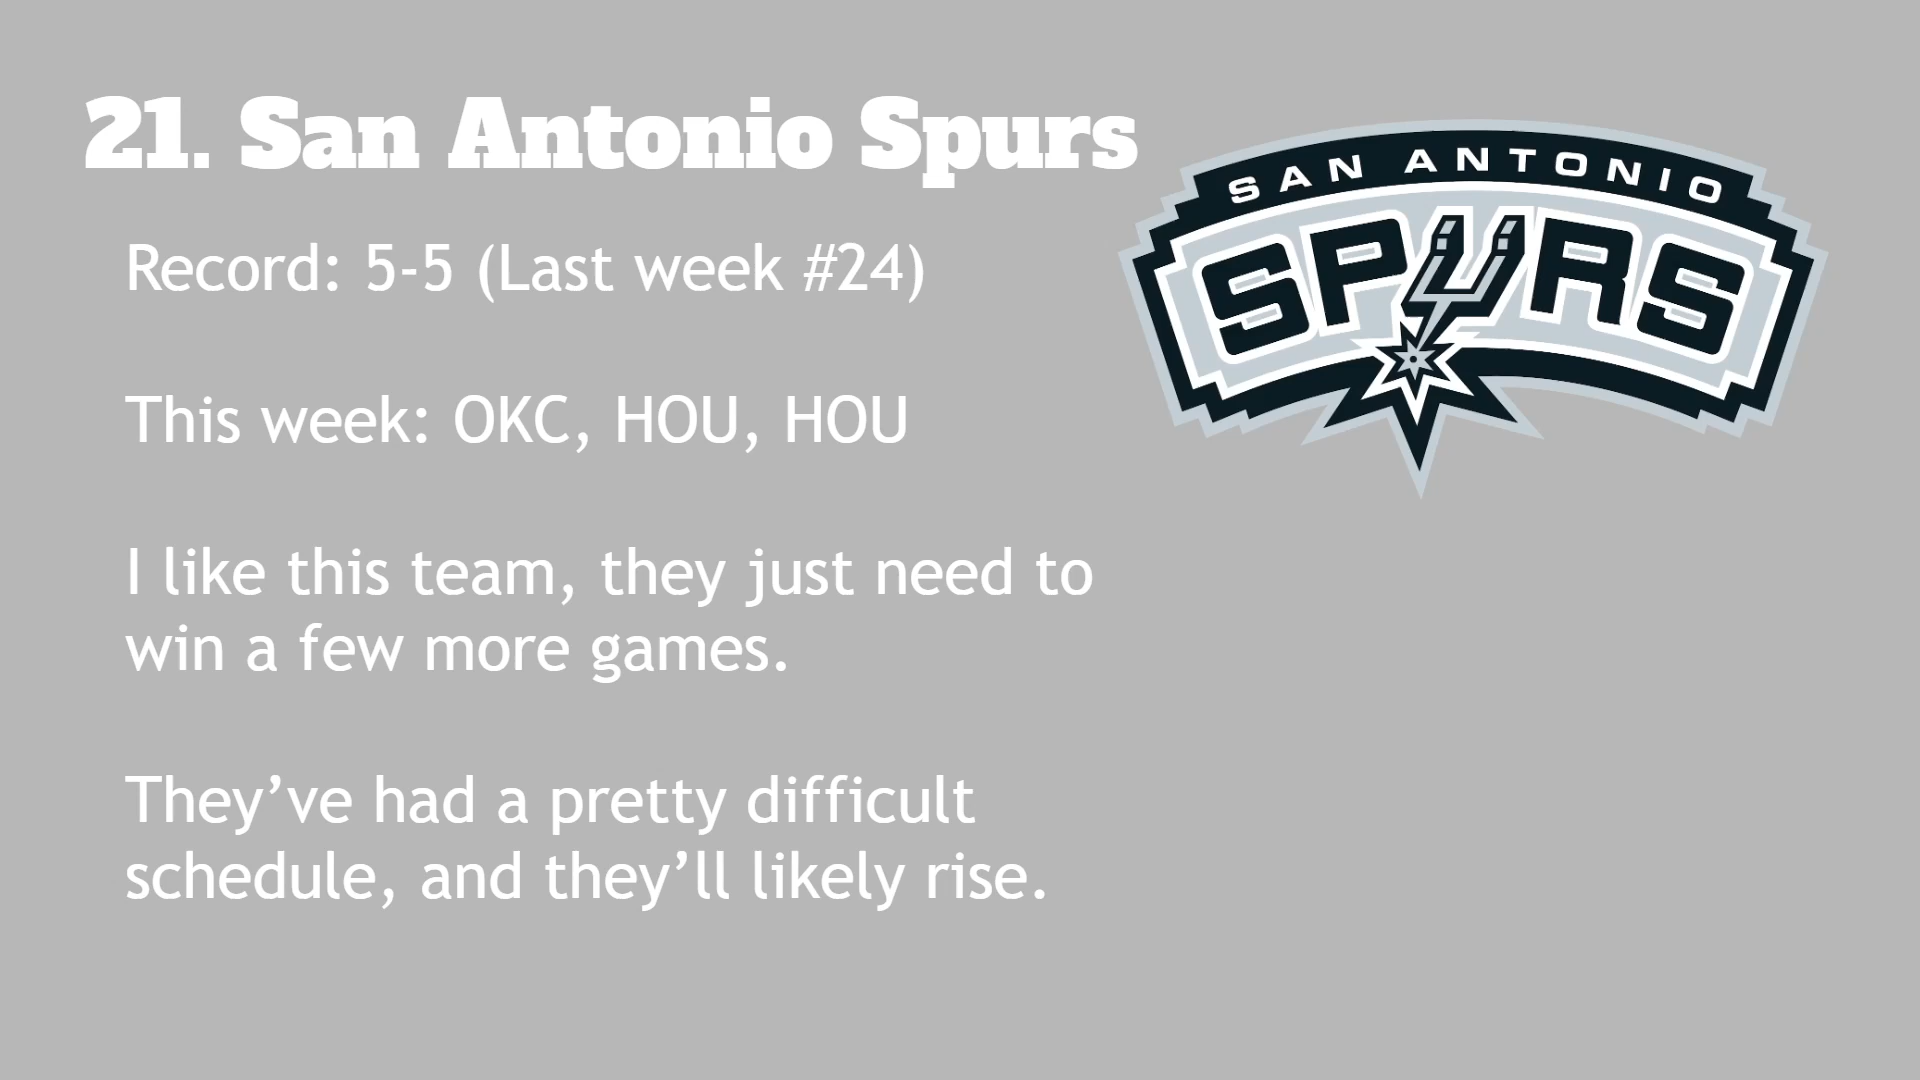 21. San Antonio Spurs
SAN ANTONIO
SPURS
Record: 5-5 (Last week #24)
This week: OKC, HOU, HOU
I like this team, they just need to
win a few more games.
They’ve had a pretty difficult
schedule, and they’ll likely rise.